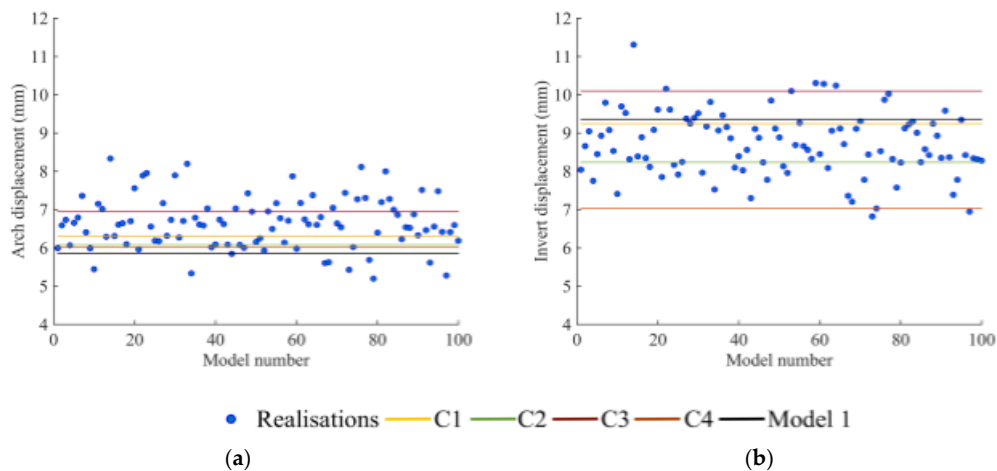 12
11
10
9
8
7
6
5
4
Arch displacement (mm)
0 20 40 60 80 100
Model number
12
11
10
9
8
7
6
5
4
Invert displacement (mm)
0 20 40 60 80 100
Model number
Realisations C1 C2 C3 C4 Model 1
(a) (b)